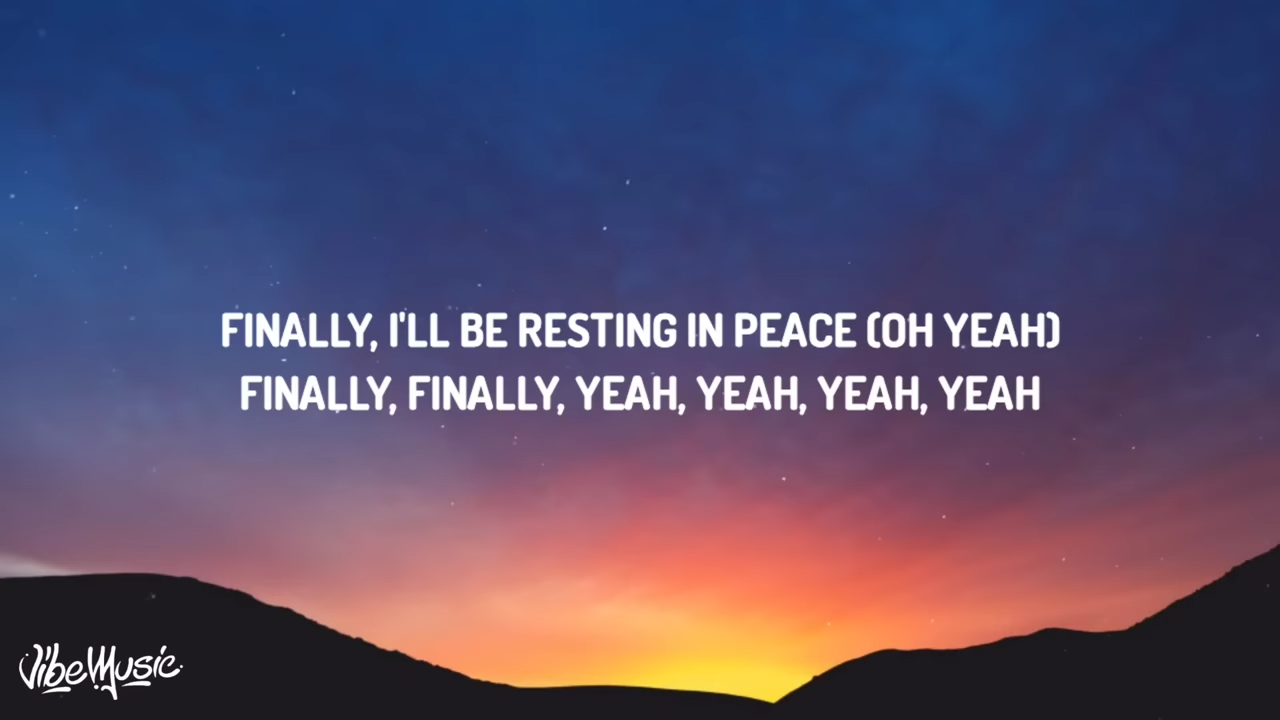 FINALLY, I'LL BE RESTING IN PEACE (OH YEAH)
FINALLY, FINALLY, YEAH, YEAH, YEAH, YEAH
VibeMusic